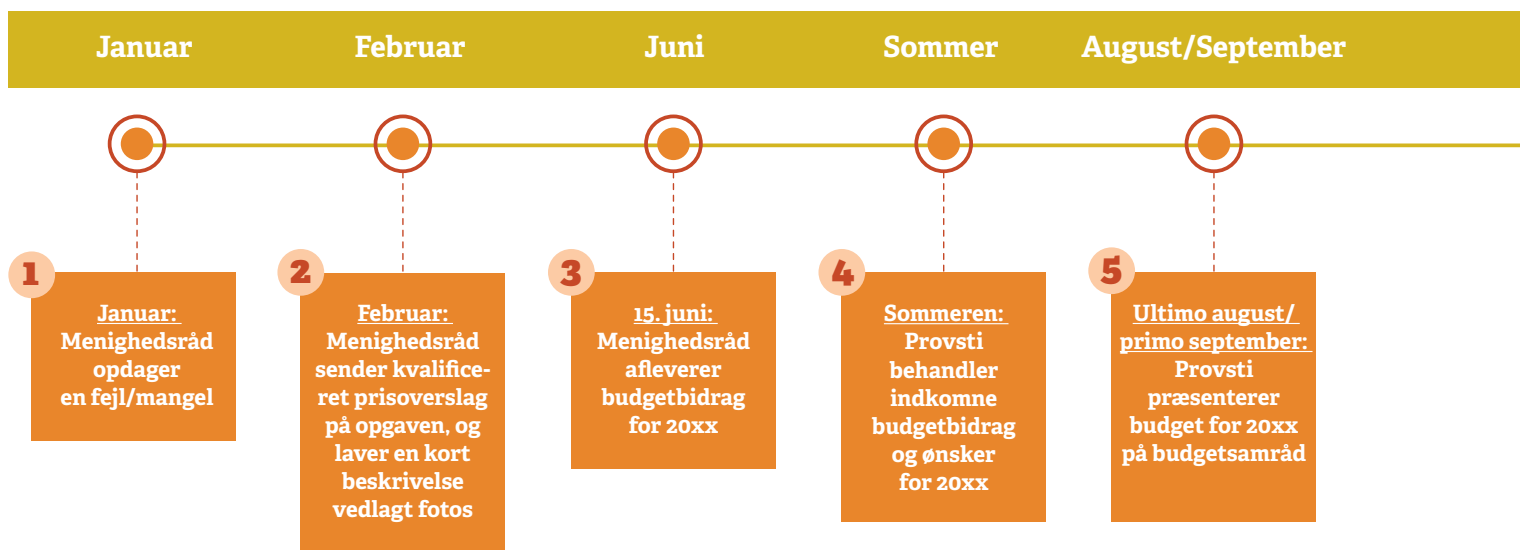 Januar
Februar
Juni
Sommer
August/September
1
Januar:
Menighedsråd
opdager
en fejl/mangel
2
Februar:
Menighedsråd
sender kvalifice-
ret prisoverslag
på opgaven, og
laver en kort
beskrivelse
vedlagt fotos
3
15. juni:
Menighedsråd
afleverer
budgetbidrag
for 20xx
4
Sommeren:
Provsti
behandler
indkomne
budgetbidrag
og ønsker
for 20xx
5
Ultimo august/
primo september:
Provsti
præsenterer
budget for 20xx
på budgetsamråd